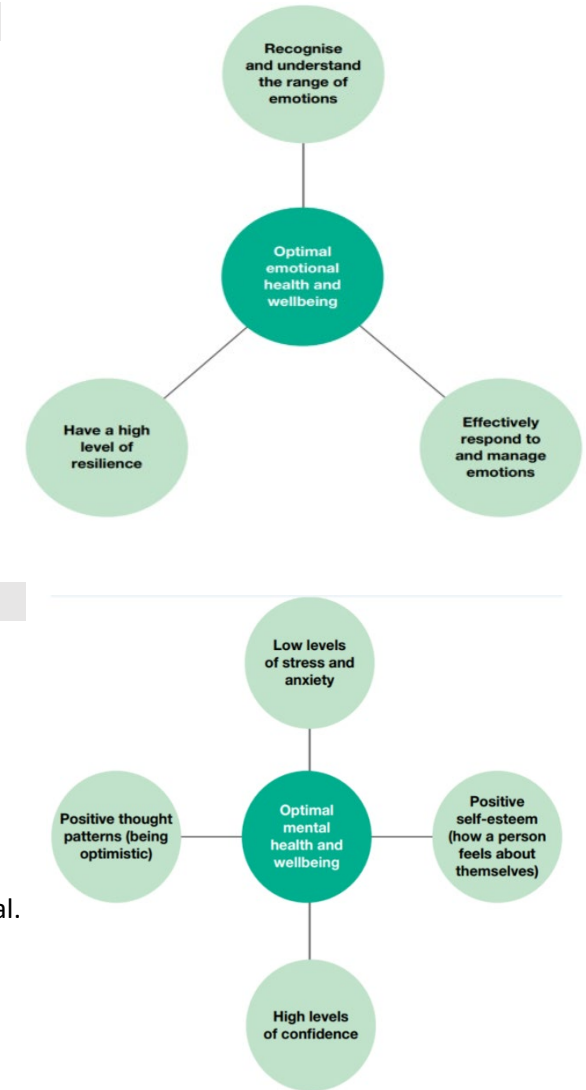 Recognise
and understand
the range of
emotions
Optimal
emotional
health and
wellbeing
Have a high
level of
resilience
Effectively
respond to
and manage
emotions
Low levels
of stress and
anxiety
Positive thought
patterns (being
optimistic)
Optimal
mental
health and
wellbeing
Positive
self-esteem
(how a person
feels about
themselves)
al.
High levels
of confidence